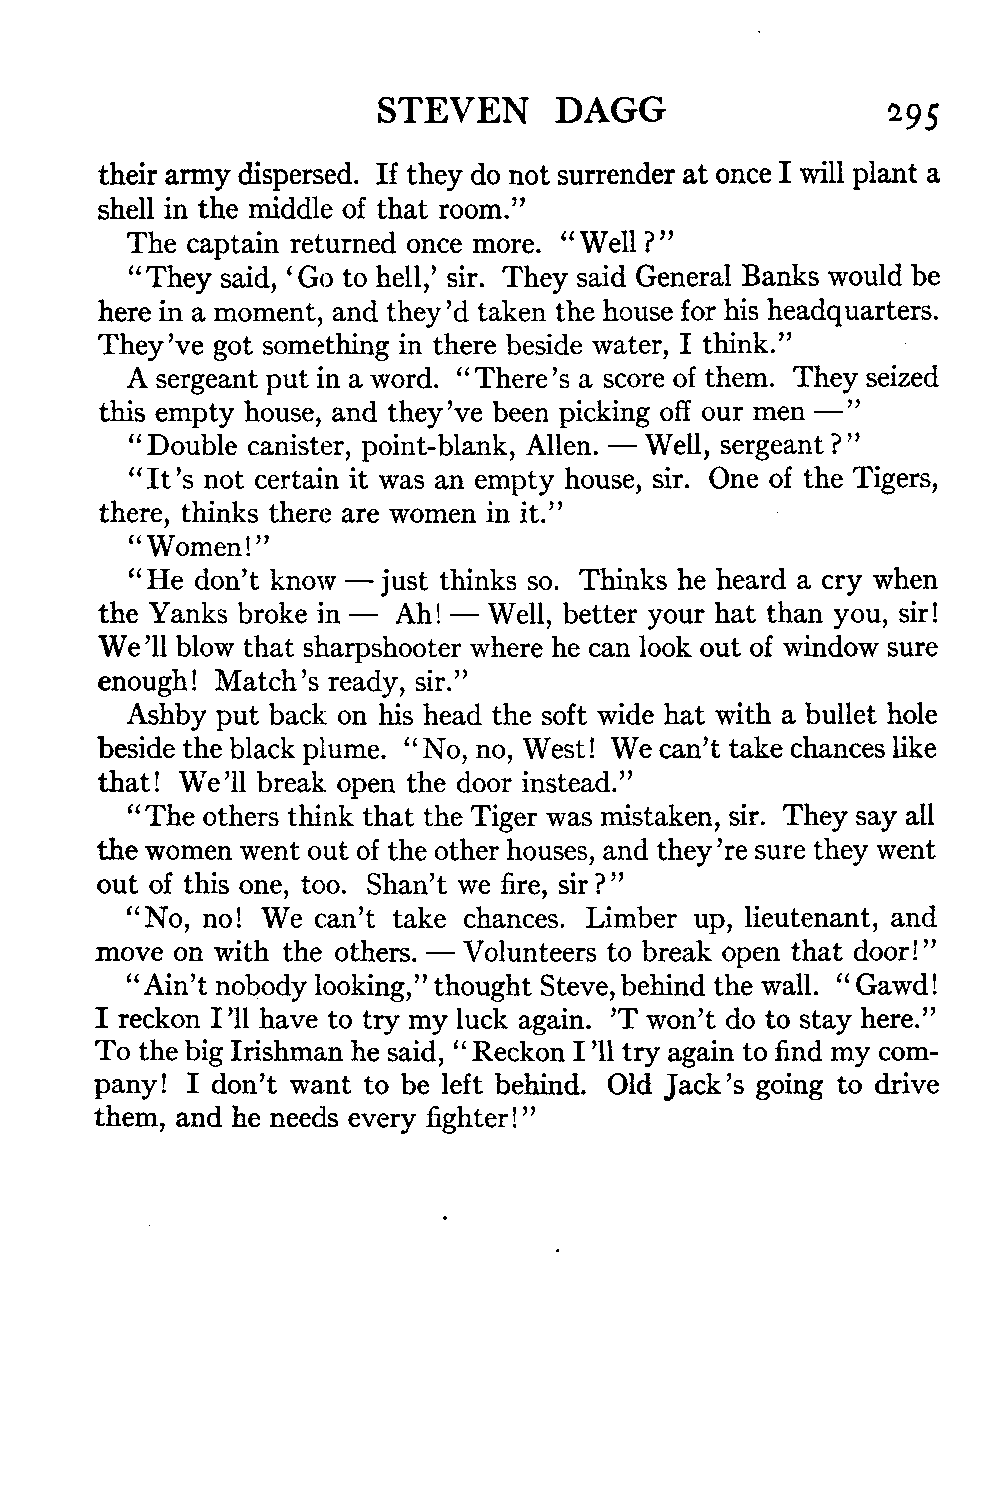 STEVEN DAGG 295
their army dispersed. If they do not surrender at once I will plant a
shell in the middle of that room.”
The captain returned once more. “Well?”
“They said, ‘Go to hell,’ sir. They said General Banks would be
here in a moment, and they’d taken the house for his headquarters.
They’ve got something in there beside water, I think.”
A sergeant put in a word. “There’s a score of them. They seized
this empty house, and they’ve been picking off our men —”
“Double canister, point-blank, Allen. — Well, sergeant?”
“It’s not certain it was an empty house, sir. One of the Tigers,
there, thinks there are women in it.”
“Women!”
“He don’t know — just thinks so. Thinks he heard a cry when
the Yanks broke in — Ah! — Well, better your hat than you, sir!
We’ll blow that sharpshooter where he can look out of window sure
enough! Match’s ready, sir.”
Ashby put back on his head the soft wide hat with a bullet hole
beside the black plume. “No, no, West! We can’t take chances like
that! We’ll break open the door instead.”
“The others think that the Tiger was mistaken, sir. They say all
the women went out of the other houses, and they’re sure they went
out of this one, too. Shan’t we fire, sir?”
“No, no! We can’t take chances. Limber up, lieutenant, and
move on with the others. — Volunteers to break open that door!”
“Ain’t nobody looking,” thought Steve, behind the wall. “Gawd!
I reckon I’ll have to try my luck again. ’T won’t do to stay here.”
To the big Irishman he said, “Reckon I’ll try again to find my com-
pany! I don’t want to be left behind. Old Jack’s going to drive
them, and he needs every fighter!”